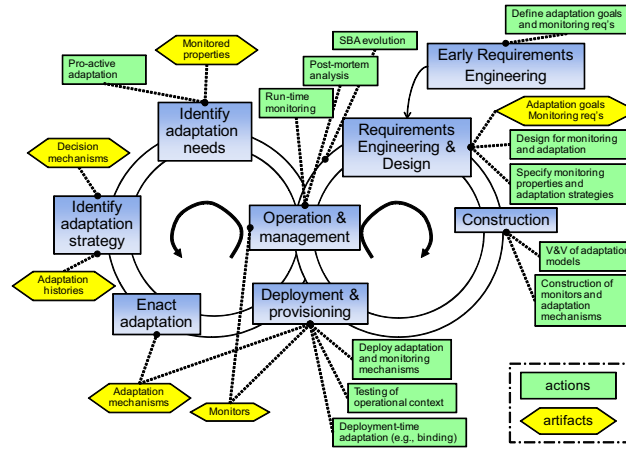 Define adaptation goals
and monitoring req's
SBA evolution
Monitored
properties
Early Requirements
Engineering
Pro-active
adaptation
Post-mortem
analysis
Run-time
monitoring
Adaptation goals
Monitoring req's
Identify
adaptation
needs
Requirements
Engineering &
Design
Design for monitoring
and adaptation
Decision
mechanisms
Specify monitoring
properties and
adaptation strategies
Identify
adaptation
strategy
Operation &
management
Construction
V&V of adaptation
models
Adaptation
histories
Construction of
monitors and
adaptation
mechanisms
Enact
adaptation
Deployment &
provisioning
Deploy adaptation
and monitoring
mechanisms
Adaptation
mechanisms
Monitors
Testing of
operational context
Deployment-time
adaptation (e.g., binding)
actions
artifacts